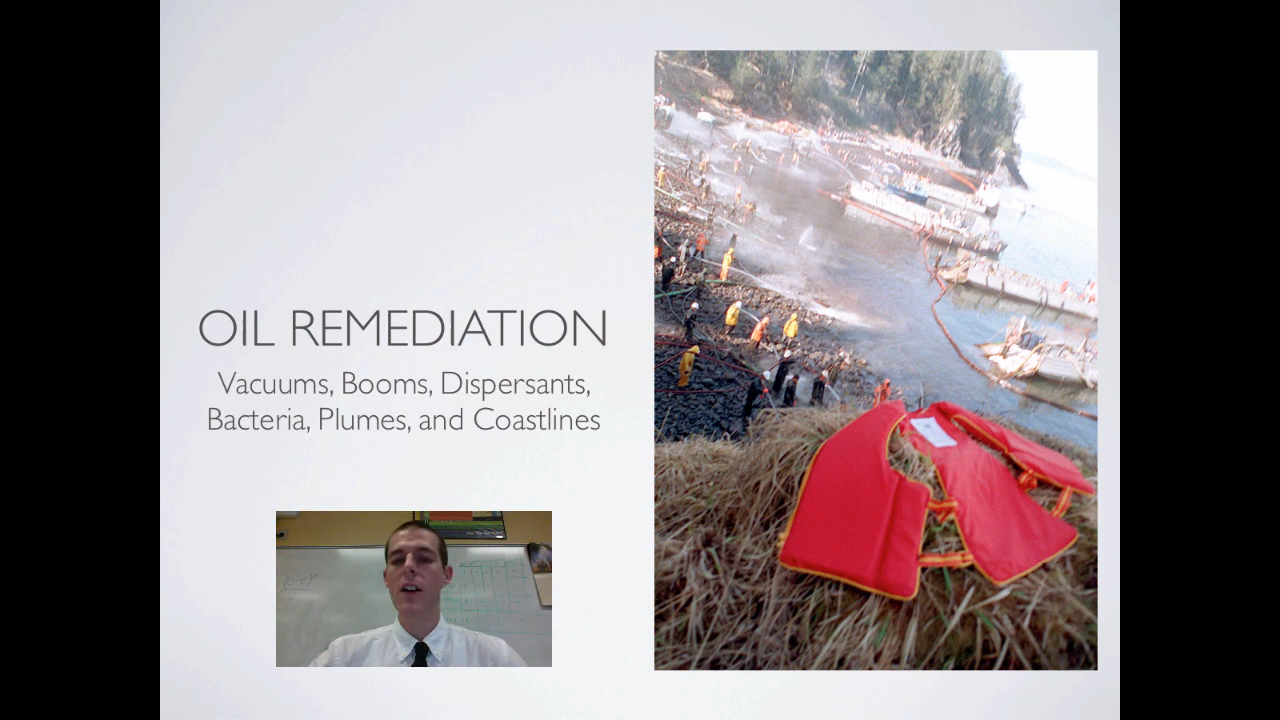 OIL REMEDIATION
Vacuums, Booms, Dispersants,
Bacteria, Plumes, and Coastlines